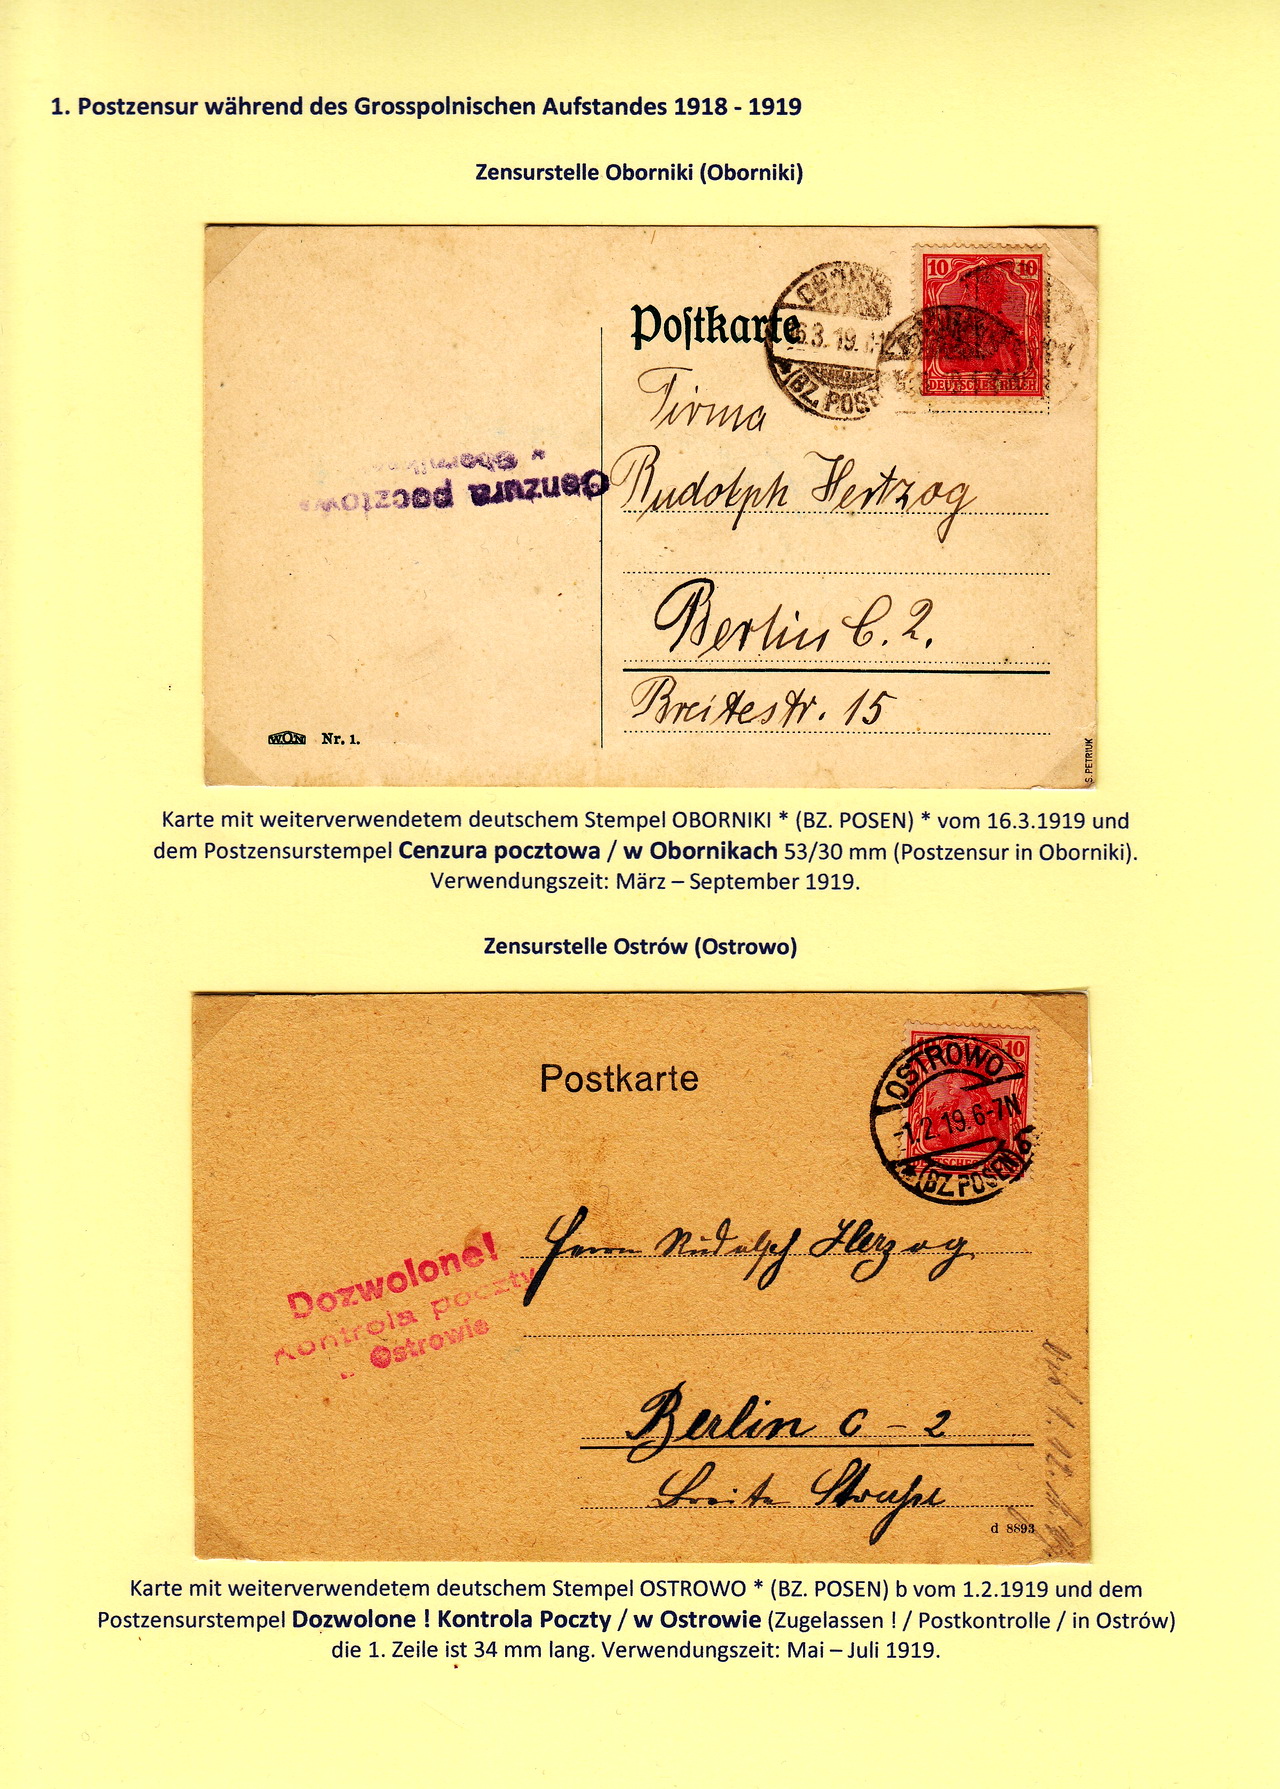 1. Postzensur während des Grosspolnischen Aufstandes 1918 - 1919
Zensurstelle Oborniki (Oborniki)
10 10
DEUTSCHES REICH
Postkarte
16.3.19.
(BZ. POSEN
Firma
Rudolph Hertzog
Cenzura pocztowa
Berlin C. 2.
Breitestr. 15
WON Nr. 1.
S. PETRIUK
Karte mit weiterverwendetem deutschem Stempel OBORNIKI * (BZ. POSEN) * vom 16.3.1919 und
dem Postzensurstempel Cenzura pocztowa / w Obornikach 53/30 mm (Postzensur in Oborniki).
Verwendungszeit: März – September 1919.
Zensurstelle Ostrów (Ostrowo)
Postkarte
10
OSTROWO
-1.2.19.6-7N
* (BZ.POSEN) b
Herrn Rudolph Herzog
Dozwolone!
Kontrola poczty
w Ostrowie
Berlin C – 2
Breite Straße
d 8893
Karte mit weiterverwendetem deutschem Stempel OSTROWO * (BZ. POSEN) b vom 1.2.1919 und dem
Postzensurstempel Dozwolone ! Kontrola Poczty / w Ostrowie (Zugelassen ! / Postkontrolle / in Ostrów)
die 1. Zeile ist 34 mm lang. Verwendungszeit: Mai – Juli 1919.